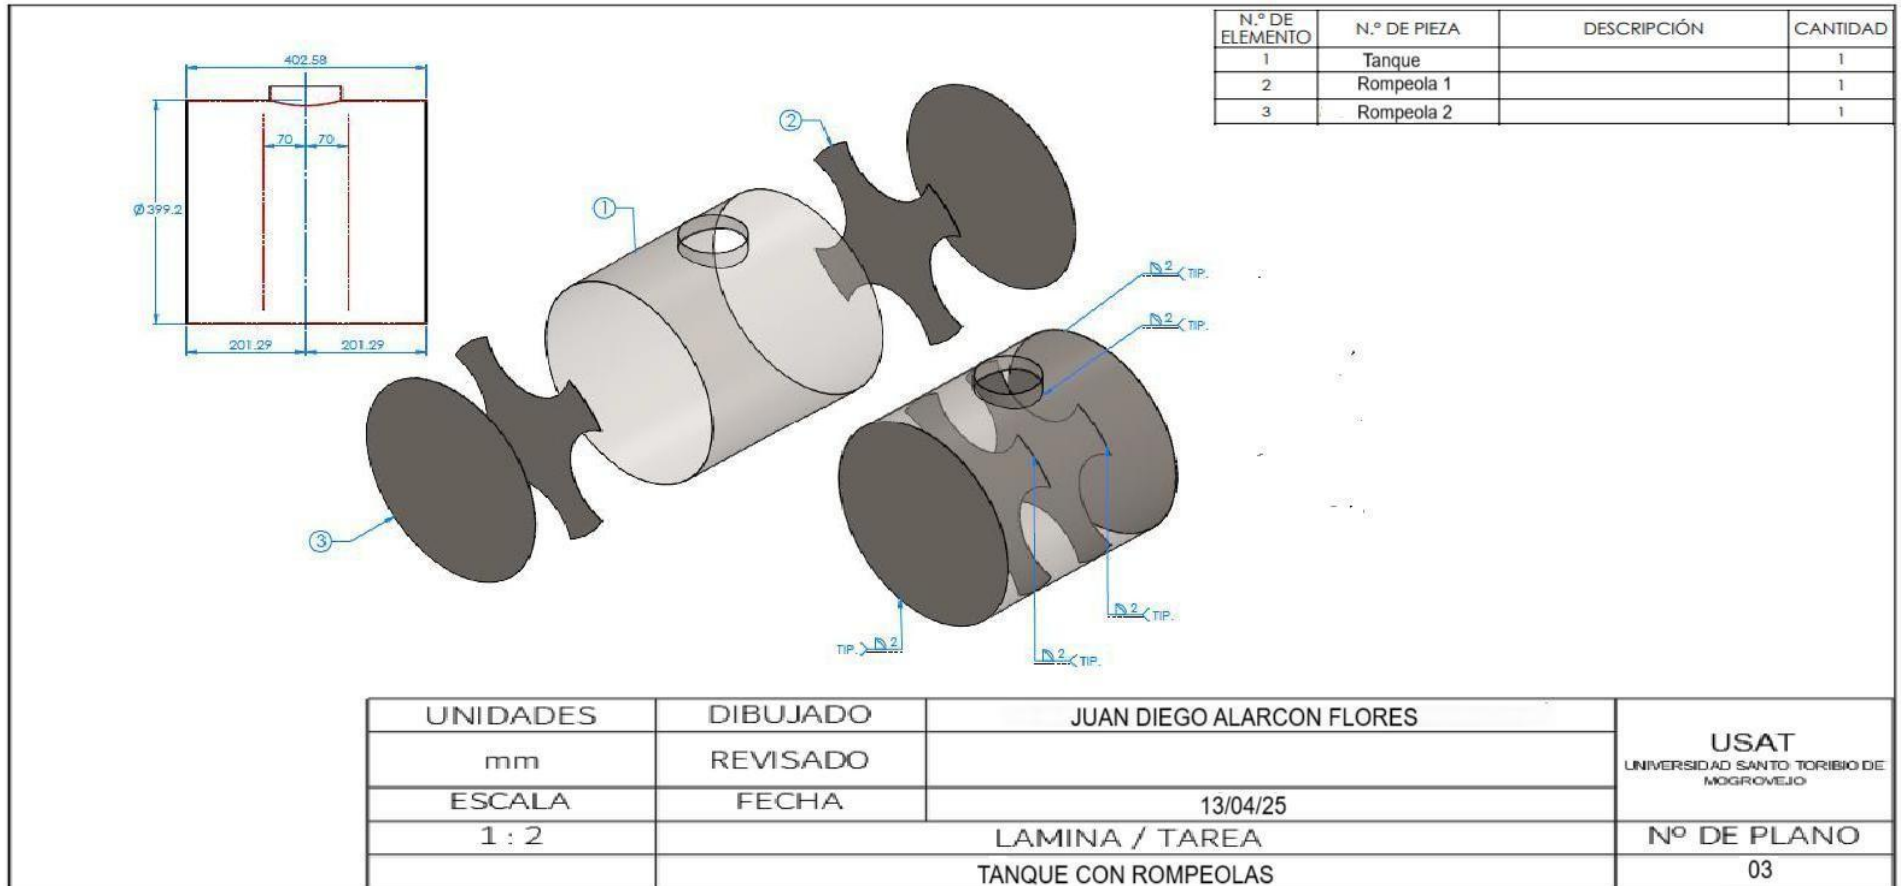 N.º DE ELEMENTO N.º DE PIEZA DESCRIPCIÓN CANTIDAD
1 Tanque 1
2 Rompeola 1 1
3 Rompeola 2 1
402.58
70 70
Ø399.2
201.29 201.29
2
1
3
2 TIP.
2 TIP.
2 TIP.
TIP. 2
2 TIP.
UNIDADES DIBUJADO JUAN DIEGO ALARCON FLORES
mm REVISADO
USAT
UNIVERSIDAD SANTO TORIBIO DE
MOGROVEJO
ESCALA FECHA 13/04/25
1 : 2 LAMINA / TAREA Nº DE PLANO
TANQUE CON ROMPEOLAS 03